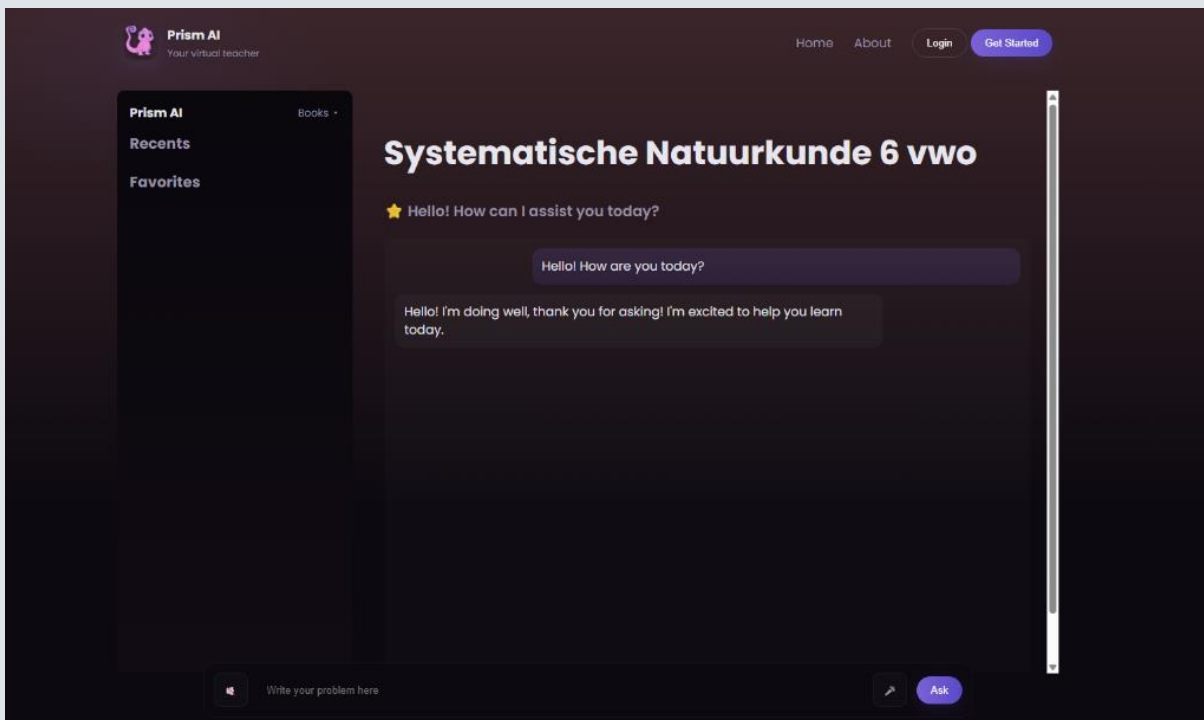 Prism AI
Your virtual teacher
Home About Login Get Started
Prism AI Books
Recents
Favorites
Systematische Natuurkunde 6 vwo
Hello! How can I assist you today?
Hello! How are you today?
Hello! I'm doing well, thank you for asking! I'm excited to help you learn
today.
Write your problem here
Ask